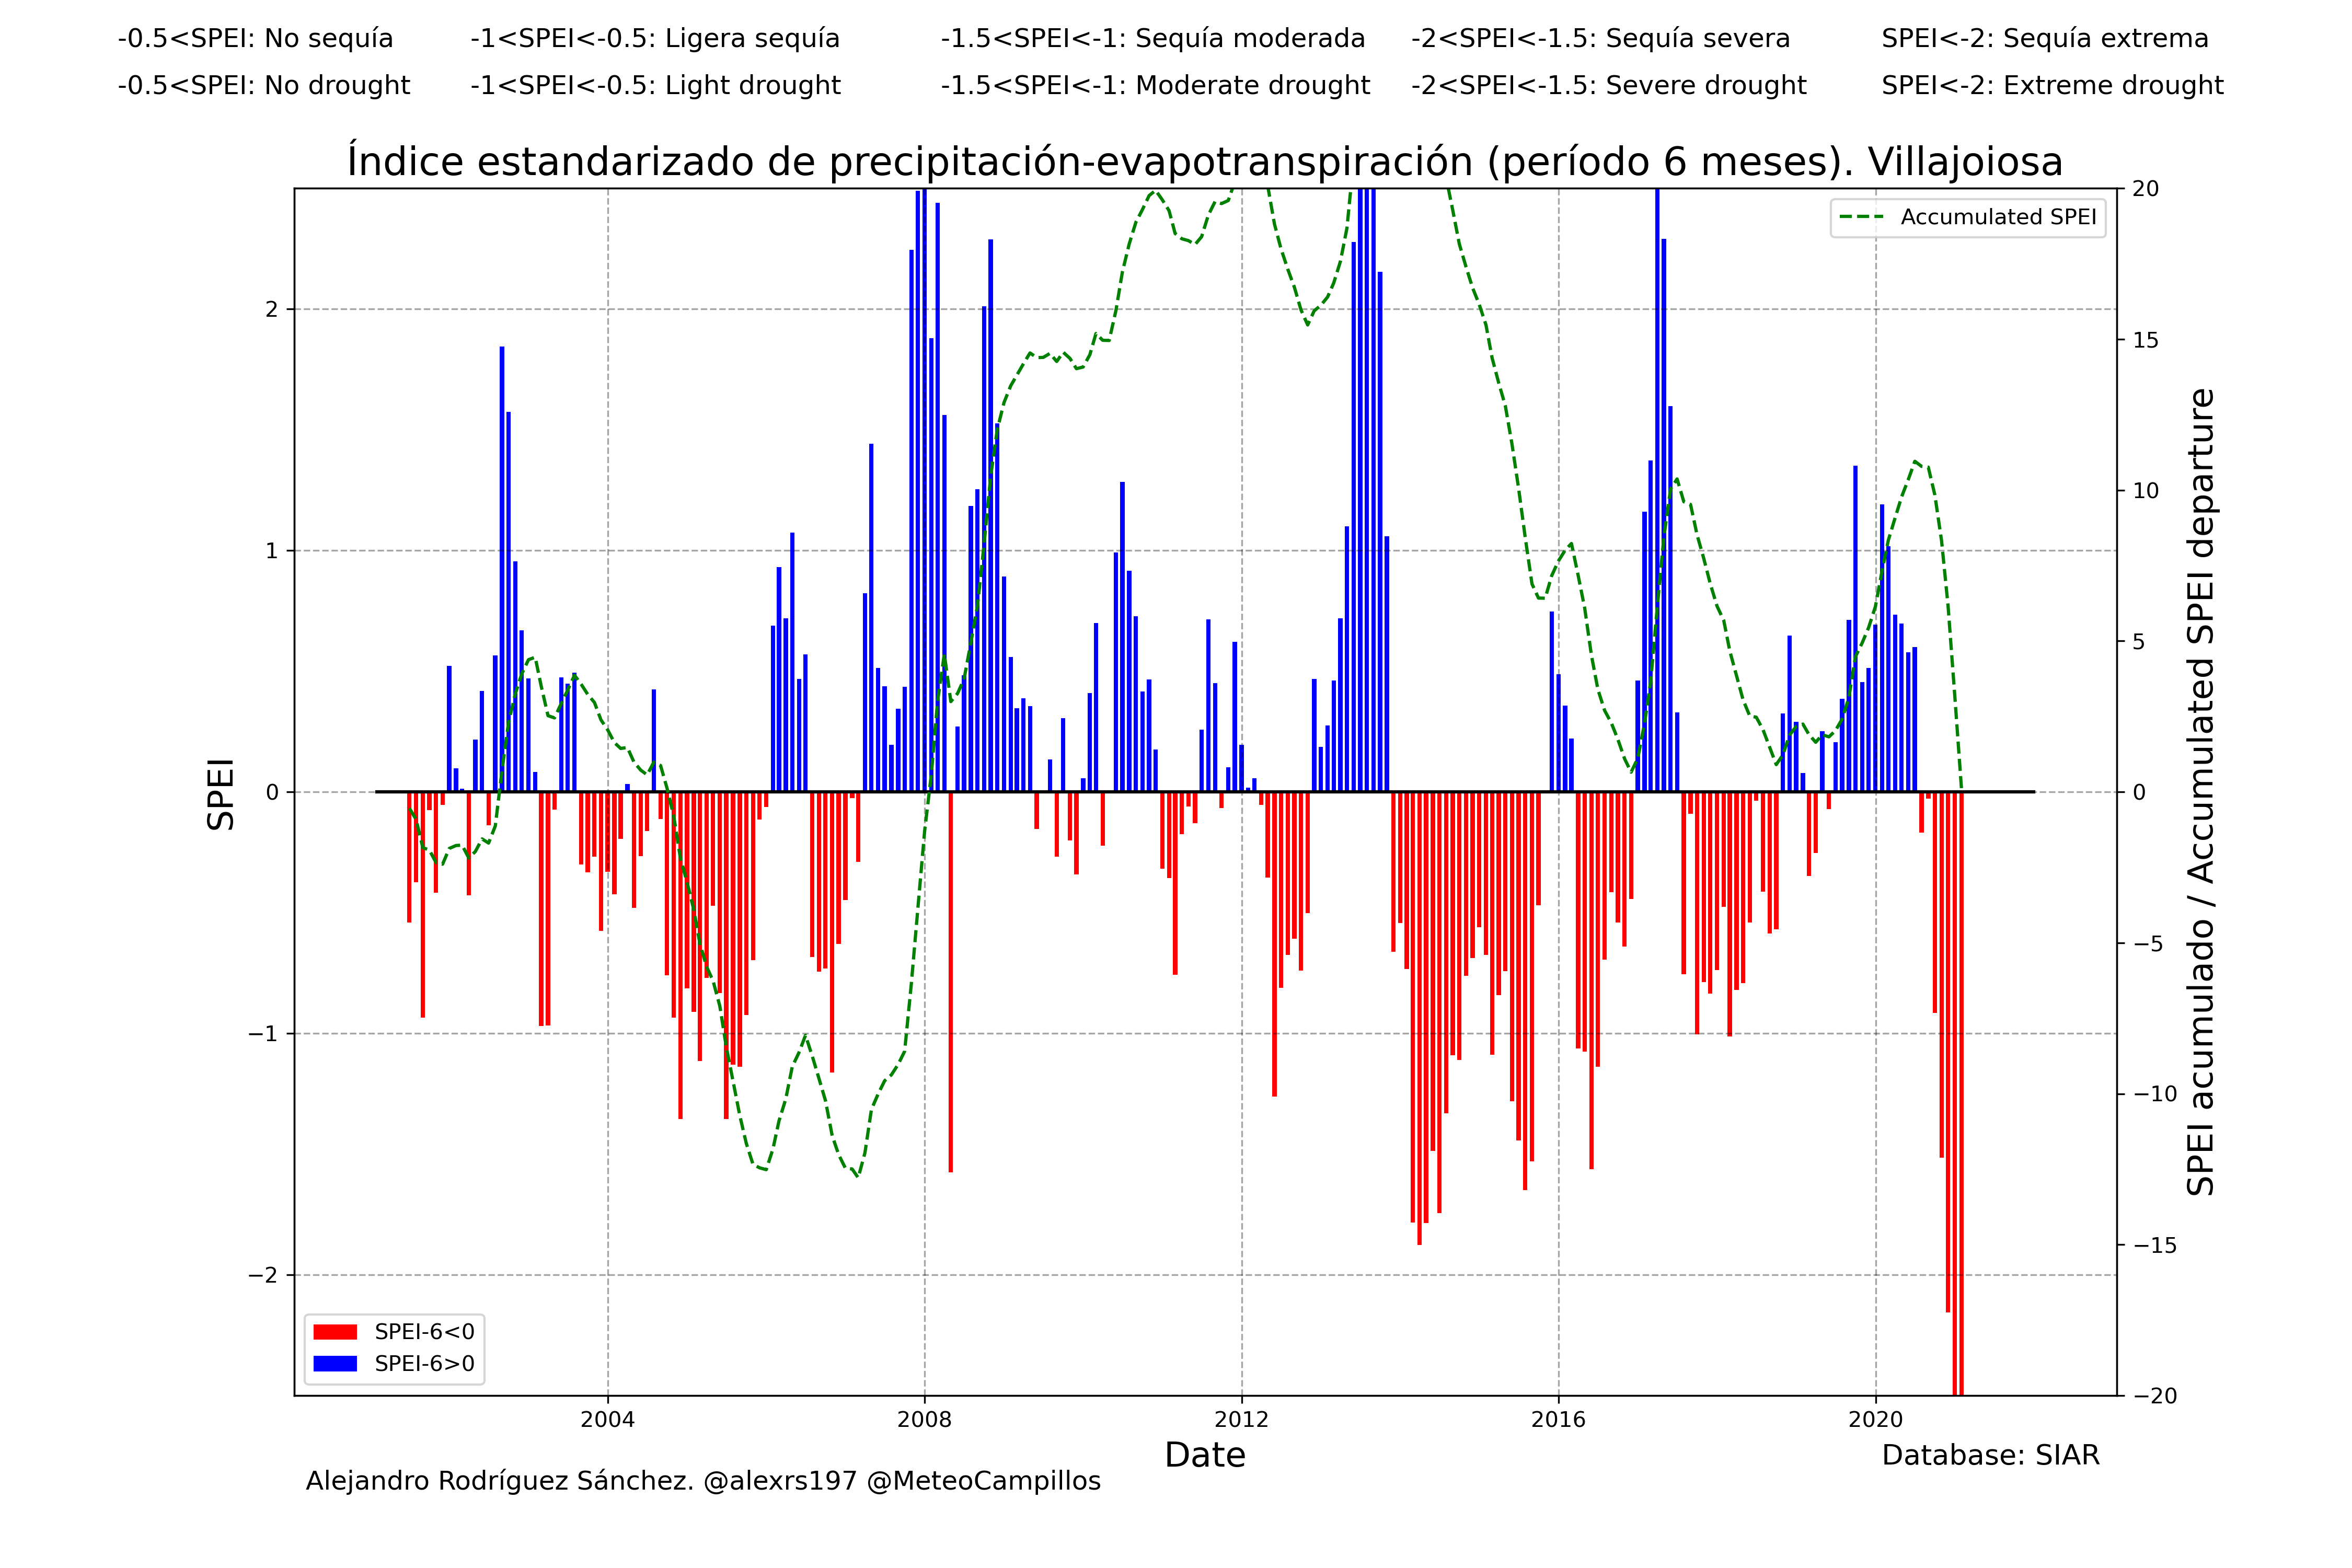 -0.5<SPEI: No sequía -1<SPEI<-0.5: Ligera sequía -1.5<SPEI<-1: Sequía moderada -2<SPEI<-1.5: Sequía severa SPEI<-2: Sequía extrema
-0.5<SPEI: No drought -1<SPEI<-0.5: Light drought -1.5<SPEI<-1: Moderate drought -2<SPEI<-1.5: Severe drought SPEI<-2: Extreme drought
Índice estandarizado de precipitación-evapotranspiración (período 6 meses). Villajoiosa
Accumulated SPEI
SPEI
2
1
0
−1
−2
20
15
10
5
0
−5
−10
−15
−20
SPEI acumulado / Accumulated SPEI departure
SPEI-6<0
SPEI-6>0
2004 2008 2012 2016 2020
Date
Database: SIAR
Alejandro Rodríguez Sánchez. @alexrs197 @MeteoCampillos